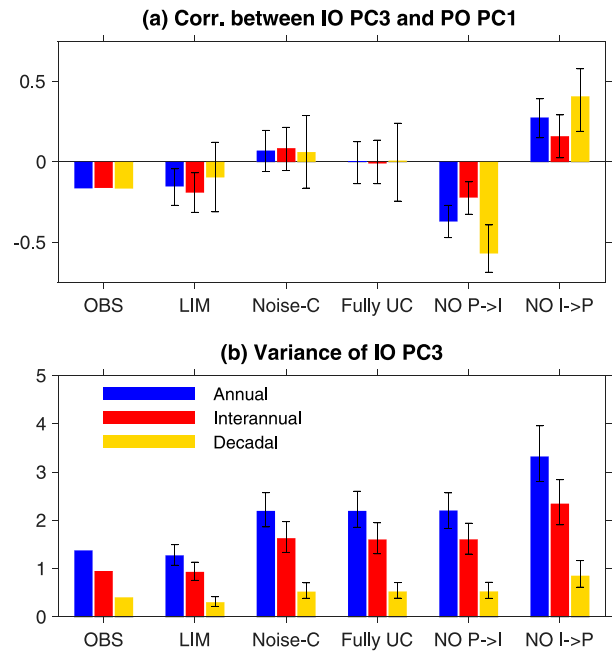 (a) Corr. between IO PC3 and PO PC1
0.5
0
-0.5
OBS LIM Noise-C Fully UC NO P->I NO I->P
(b) Variance of IO PC3
5
4
3
2
1
0
Annual
Interannual
Decadal
OBS LIM Noise-C Fully UC NO P->I NO I->P